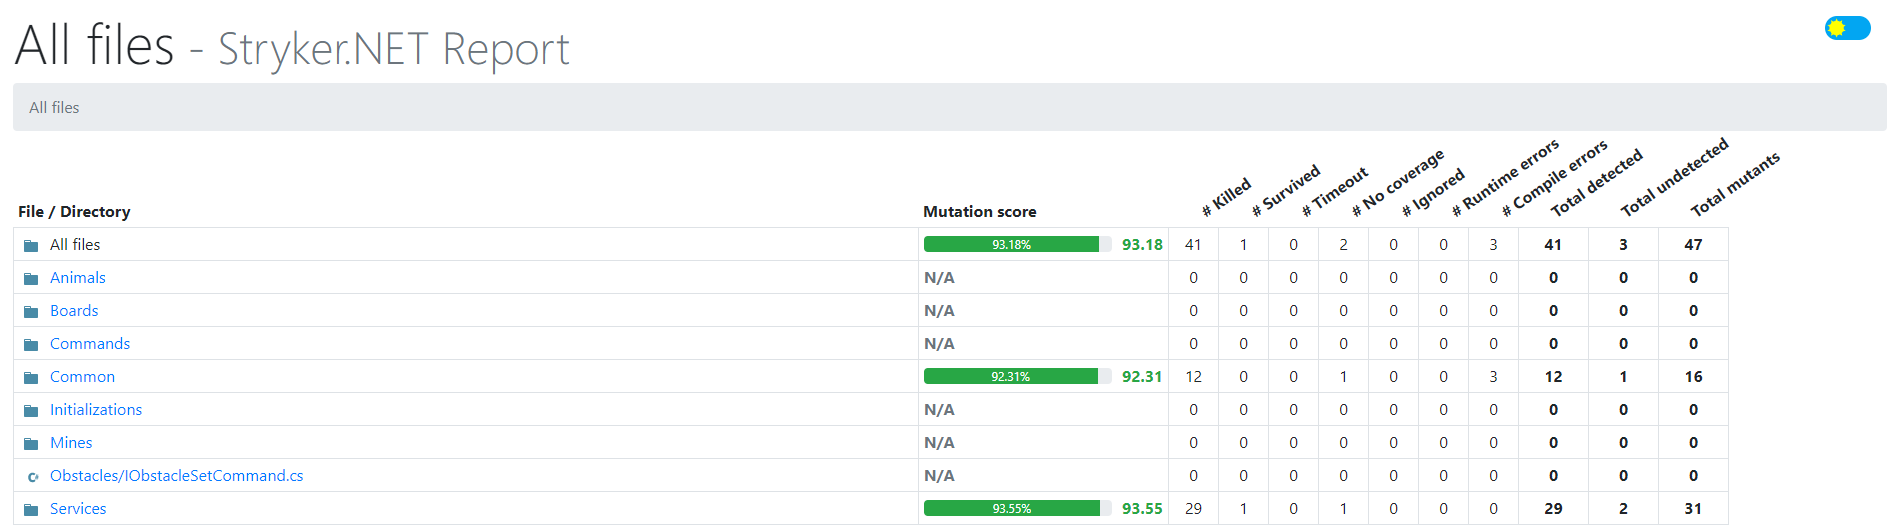 All files - Stryker.NET Report
All files
File / Directory Mutation score # Killed # Survived # Timeout # No coverage # Ignored # Runtime errors # Compile errors Total detected Total undetected Total mutants
All files 93.18% 93.18 41 1 0 2 0 0 3 41 3 47
Animals N/A 0 0 0 0 0 0 0 0 0 0
Boards N/A 0 0 0 0 0 0 0 0 0 0
Commands N/A 0 0 0 0 0 0 0 0 0 0
Common 92.31% 92.31 12 0 0 1 0 0 3 12 1 16
Initializations N/A 0 0 0 0 0 0 0 0 0 0
Mines N/A 0 0 0 0 0 0 0 0 0 0
Obstacles/IObstacleSetCommand.cs N/A 0 0 0 0 0 0 0 0 0 0
Services 93.55% 93.55 29 1 0 1 0 0 0 29 2 31